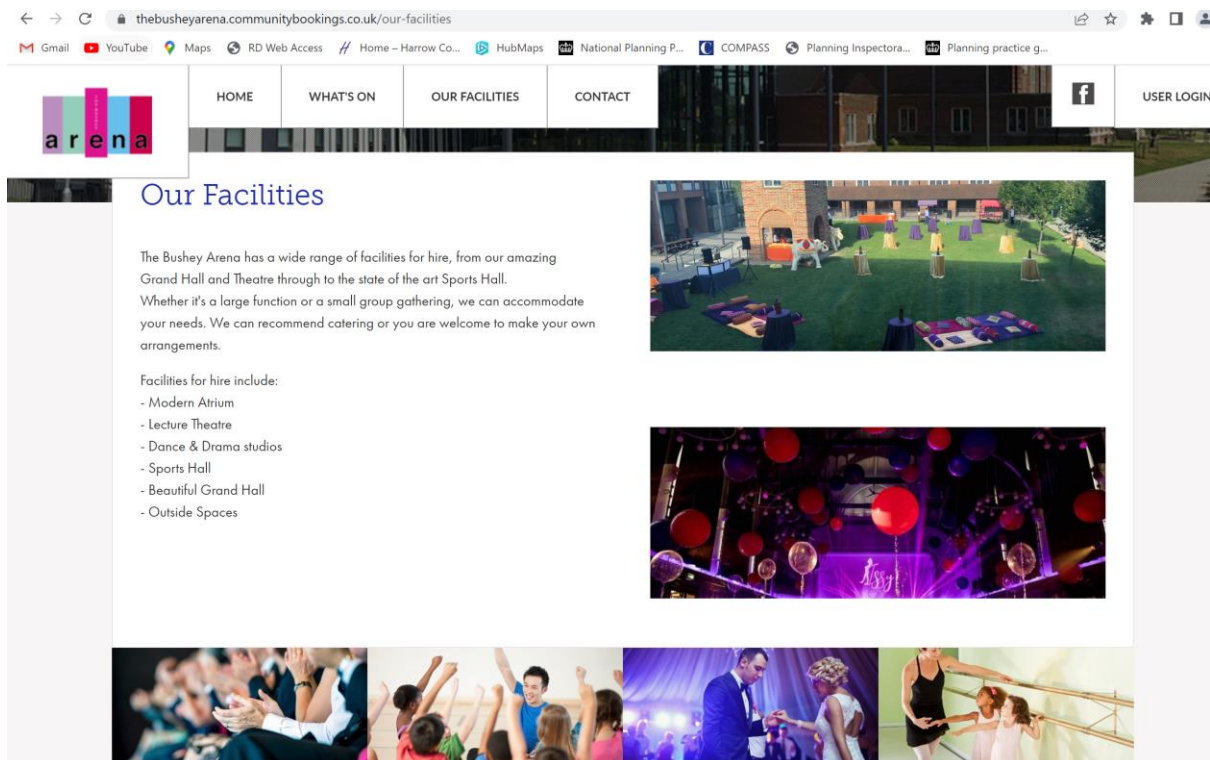 thebusheyarena.communitybookings.co.uk/our-facilities
Gmail YouTube Maps RD Web Access Home – Harrow Co... HubMaps National Planning P... COMPASS Planning Inspectora... Planning practice g...
arena
HOME WHAT'S ON OUR FACILITIES CONTACT
USER LOGIN
Our Facilities
The Bushey Arena has a wide range of facilities for hire, from our amazing
Grand Hall and Theatre through to the state of the art Sports Hall.
Whether it's a large function or a small group gathering, we can accommodate
your needs. We can recommend catering or you are welcome to make your own
arrangements.
Facilities for hire include:
- Modern Atrium
- Lecture Theatre
- Dance & Drama studios
- Sports Hall
- Beautiful Grand Hall
- Outside Spaces